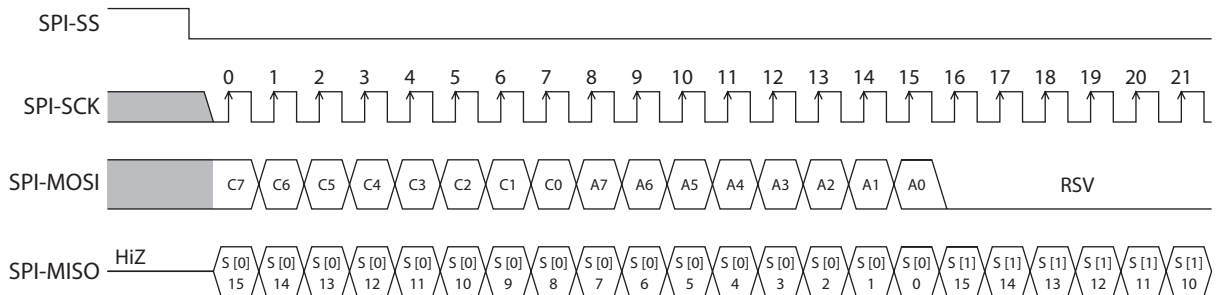 SPI-SS
0 1 2 3 4 5 6 7 8 9 10 11 12 13 14 15 16 17 18 19 20 21
SPI-SCK
SPI-MOSI C7 C6 C5 C4 C3 C2 C1 C0 A7 A6 A5 A4 A3 A2 A1 A0 RSV
HiZ
SPI-MISO
S [0] S [0] S [0] S [0] S [0] S [0] S [0] S [0] S [0] S [0] S [0] S [0] S [0] S [0] S [0] S [0] S [1] S [1] S [1] S [1] S [1] S [1]
15 14 13 12 11 10 9 8 7 6 5 4 3 2 1 0 15 14 13 12 11 10